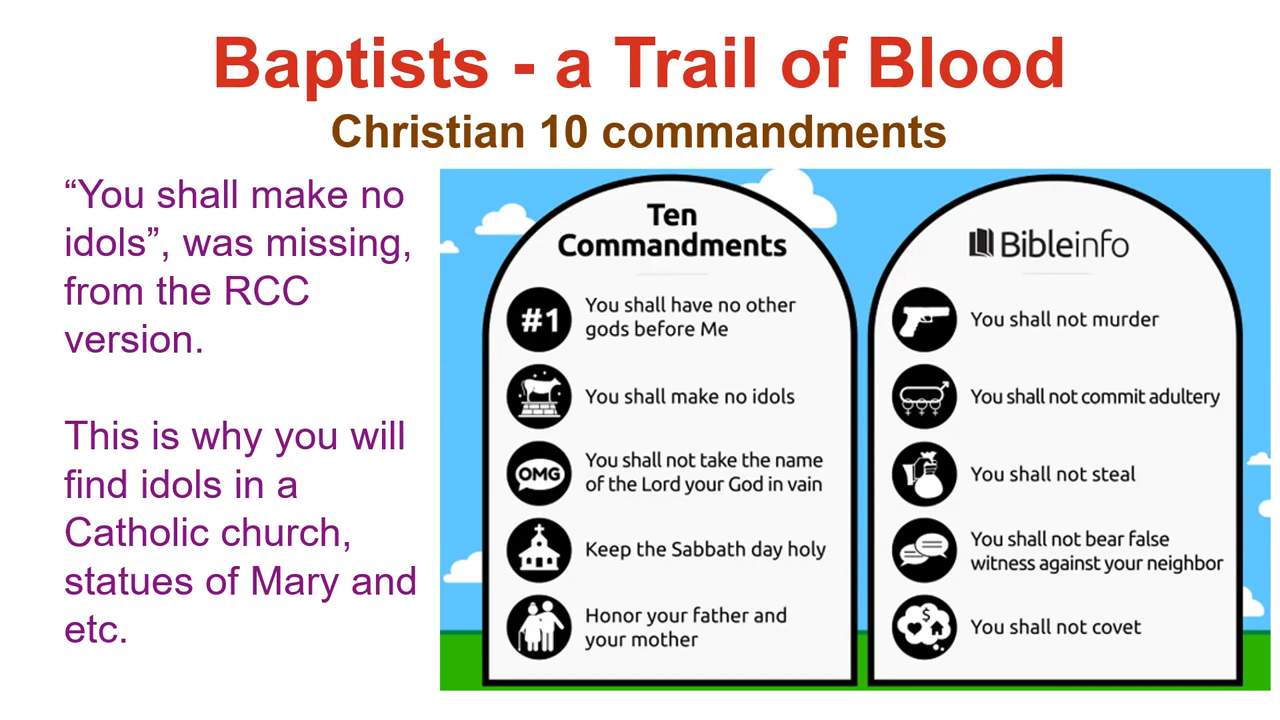 Baptists - a Trail of Blood
Christian 10 commandments
“You shall make no
idols”, was missing,
from the RCC
version.
This is why you will
find idols in a
Catholic church,
statues of Mary and
etc.
Ten
Commandments
#1
You shall have no other
gods before Me
You shall make no idols
OMG
You shall not take the name
of the Lord your God in vain
Keep the Sabbath day holy
Honor your father and
your mother
Bibleinfo
You shall not murder
You shall not commit adultery
You shall not steal
You shall not bear false
witness against your neighbor
$
You shall not covet